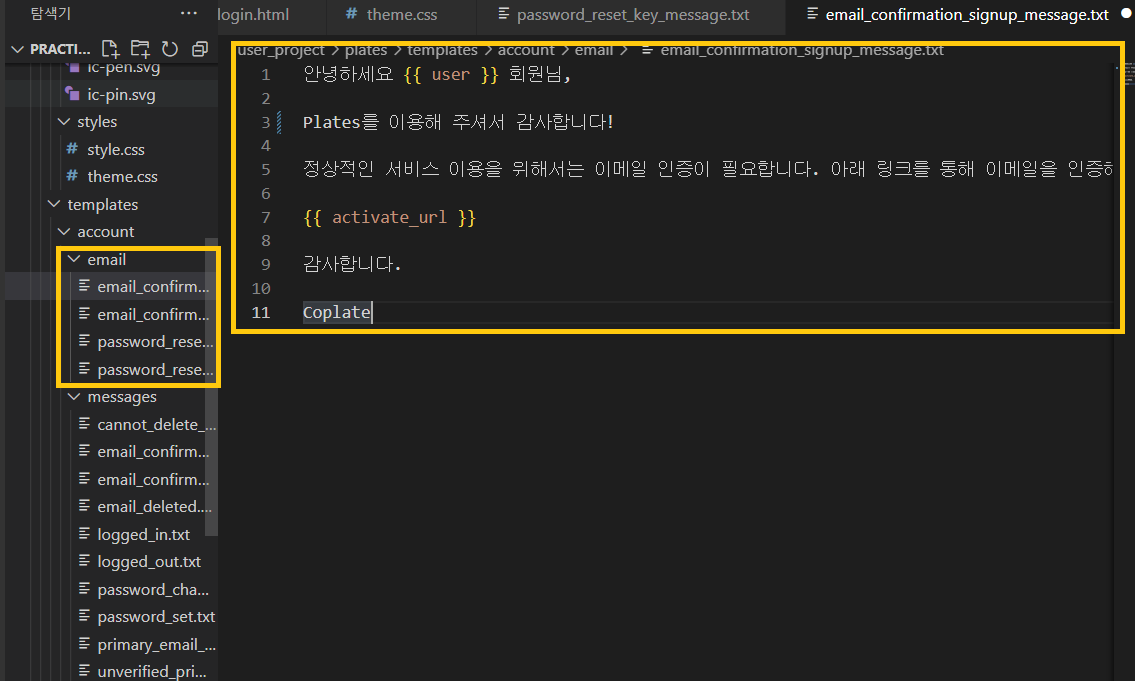 탐색기
···
login.html
# theme.css
password_reset_key_message.txt
email_confirmation_signup_message.txt
PRACTI...
ic-pen.svg
ic-pin.svg
styles
# style.css
# theme.css
templates
account
email
email_confirm...
email_confirm...
password_rese...
password_rese...
messages
cannot_delete_...
email_confirm...
email_confirm...
email_deleted....
logged_in.txt
logged_out.txt
password_cha...
password_set.txt
primary_email_...
unverified_pri...
user_project > plates > templates > account > email > email_confirmation_signup_message.txt
1 안녕하세요 {{ user }} 회원님,
2
3 Plates를 이용해 주셔서 감사합니다!
4
5 정상적인 서비스 이용을 위해서는 이메일 인증이 필요합니다. 아래 링크를 통해 이메일을 인증하
6
7 {{ activate_url }}
8
9 감사합니다.
10
11 Coplate